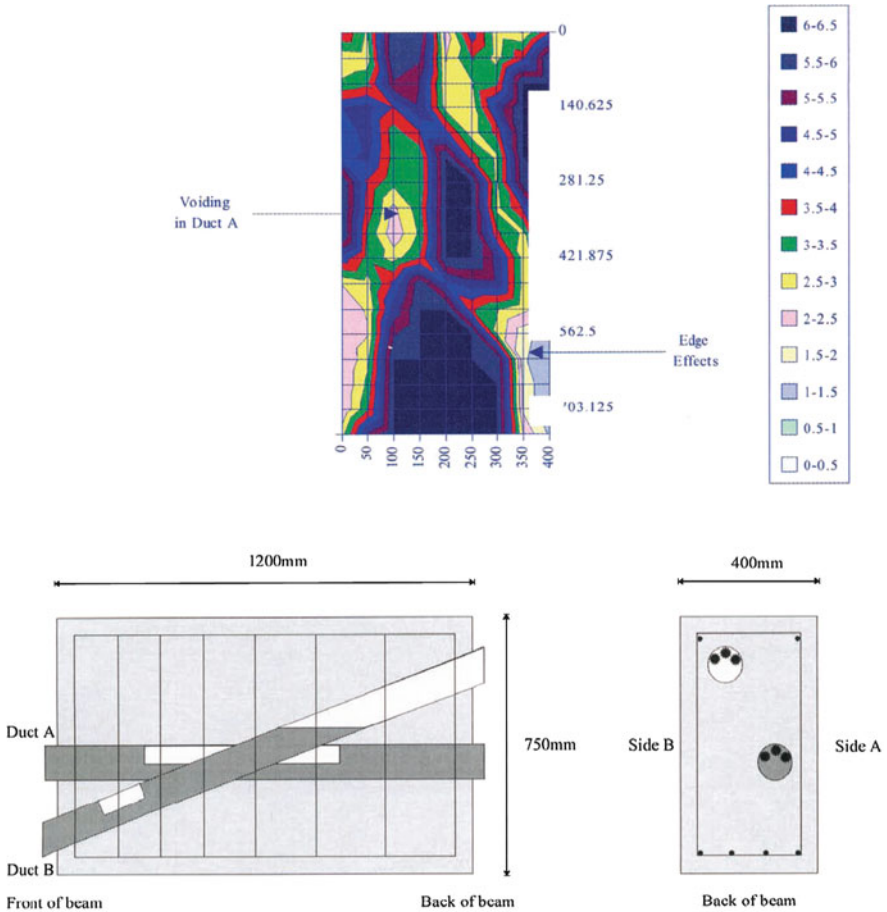 0
140.625
281.25
421.875
562.5
'03.125
0
50
100
150
200
250
300
350
400
Voiding
in Duct A
Edge
Effects
6-6.5
5.5-6
5-5.5
4.5-5
4-4.5
3.5-4
3-3.5
2.5-3
2-2.5
1.5-2
1-1.5
0.5-1
0-0.5
1200mm
400mm
Duct A
750mm
Side B
Side A
Duct B
Front of beam
Back of beam
Back of beam